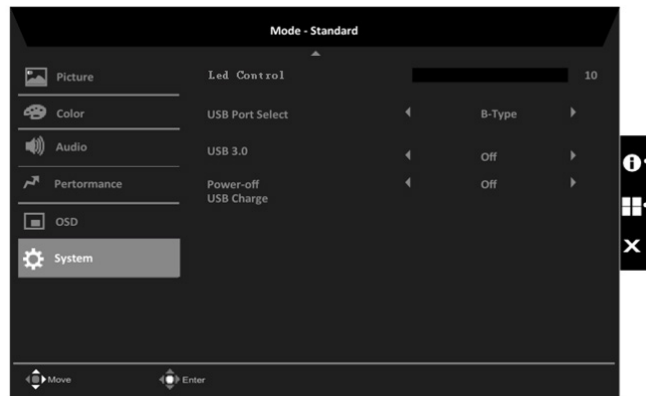 Mode - Standard
Picture
Led Control
10
Color
USB Port Select
B-Type
Audio
USB 3.0
Off
Pertormance
Power-off
USB Charge
Off
OSD
System
Move
Enter